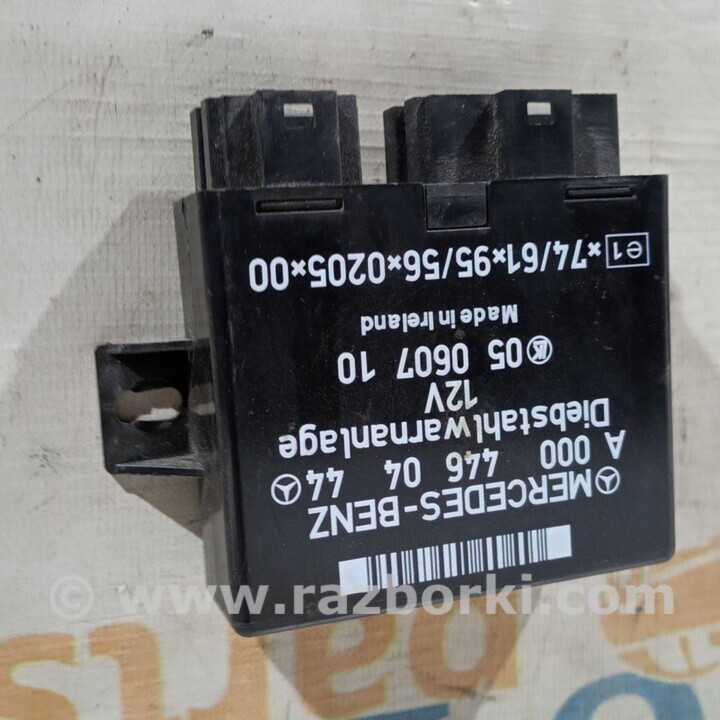 MERCEDES-BENZ
A 000 446 04 44
Diebstahlwarnanlage
12V
05 0607 10
Made in Ireland
e1 *74/61*95/56*0205*00
© www.razborki.com